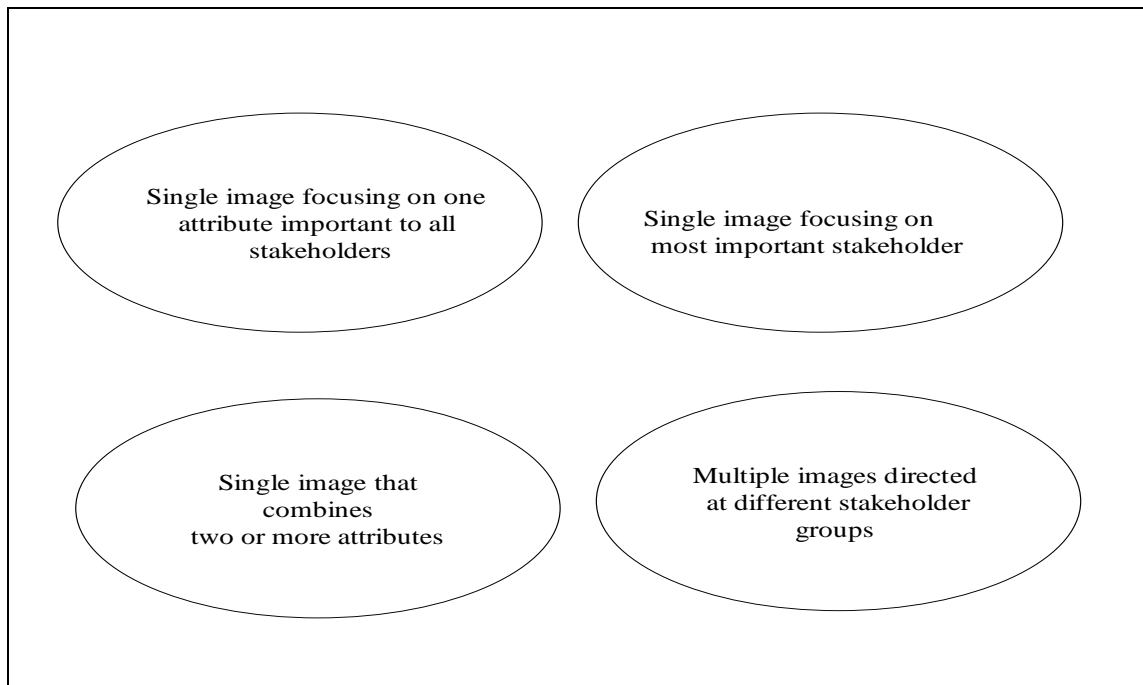 Single image focusing on one
attribute important to all
stakeholders
Single image focusing on
most important stakeholder
Single image that
combines
two or more attributes
Multiple images directed
at different stakeholder
groups